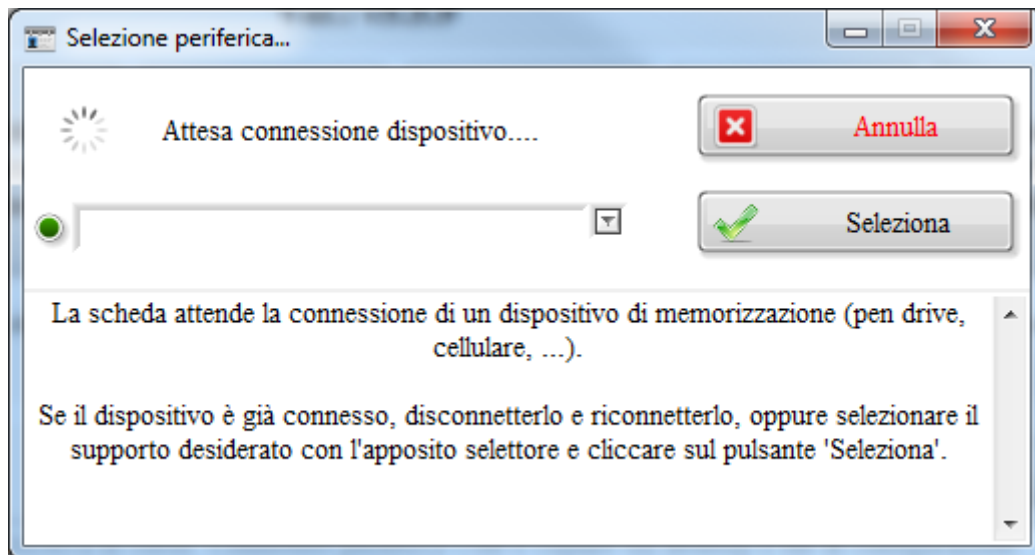 Selezione periferica...
Attesa connessione dispositivo....
Annulla
Seleziona
La scheda attende la connessione di un dispositivo di memorizzazione (pen drive,
cellulare, ...).
Se il dispositivo è già connesso, disconnetterlo e riconnetterlo, oppure selezionare il
supporto desiderato con l'apposito selettore e cliccare sul pulsante 'Seleziona'.